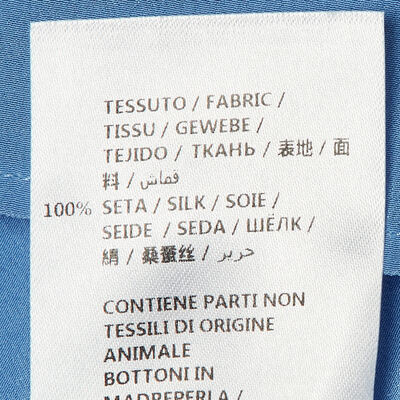 TESSUTO / FABRIC /
TISSU / GEWEBE /
TEJIDO / ТКАНЬ / 表地 / 面
料 / قماش /
100% SETA / SILK / SOIE /
SEIDE / SEDA / ШЁЛК /
絹 / 桑蚕丝 / حرير /
CONTIENE PARTI NON
TESSILI DI ORIGINE
ANIMALE
BOTTONI IN
MADREPERLA /